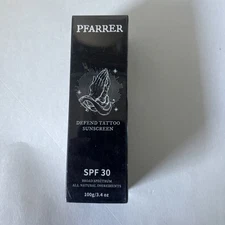 PFARRER
DEFEND TATTOO
SUNSCREEN
SPF 30
BROAD SPECTRUM
ALL NATURAL INGREDIENTS
100g/3.4 oz